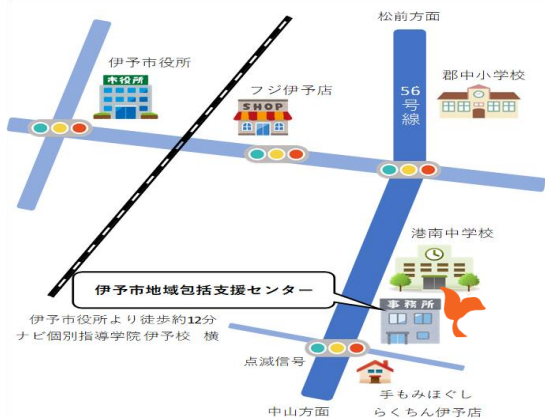 松前方面
伊予市役所
市役所
フジ伊予店
SHOP
56号線
郡中小学校
港南中学校
伊予市地域包括支援センター
事務所
伊予市役所より徒歩約12分
ナビ個別指導学院 伊予校 横
点滅信号
手もみほぐし
らくちん伊予店
中山方面